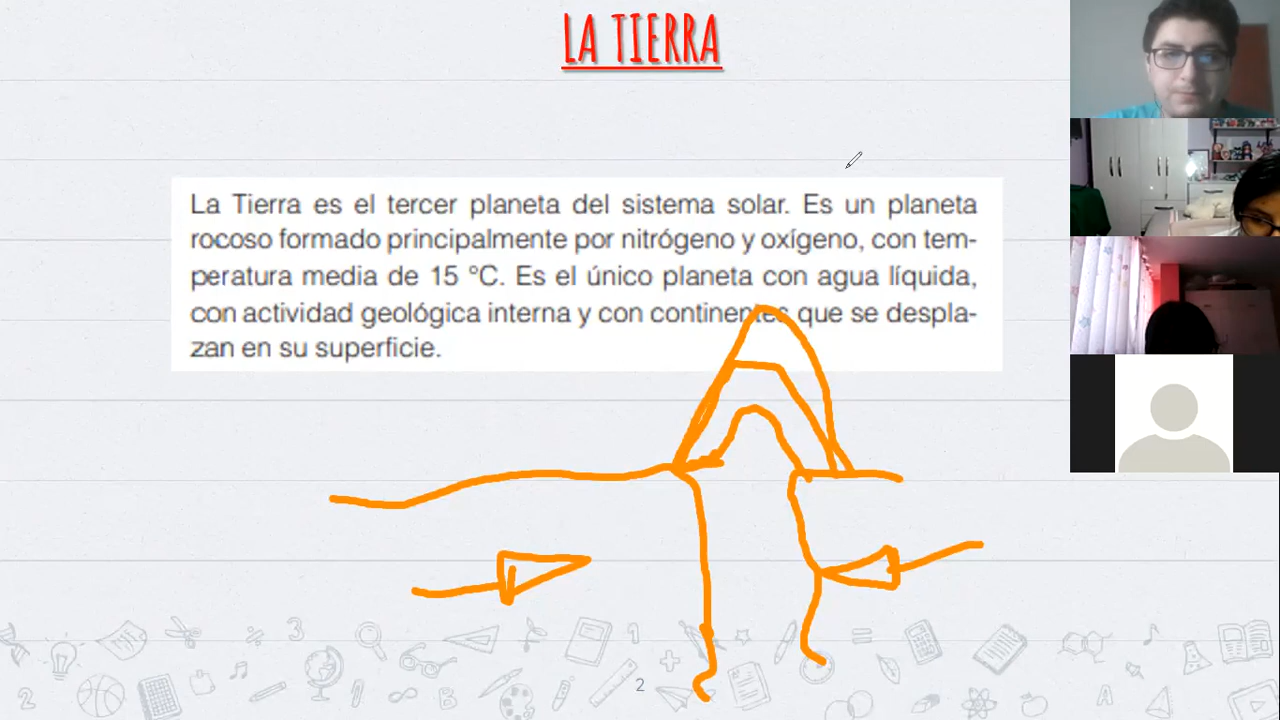 LA TIERRA
La Tierra es el tercer planeta del sistema solar. Es un planeta
rocoso formado principalmente por nitrógeno y oxígeno, con tem-
peratura media de 15 °C. Es el único planeta con agua líquida,
con actividad geológica interna y con continentes que se despla-
zan en su superficie.
2